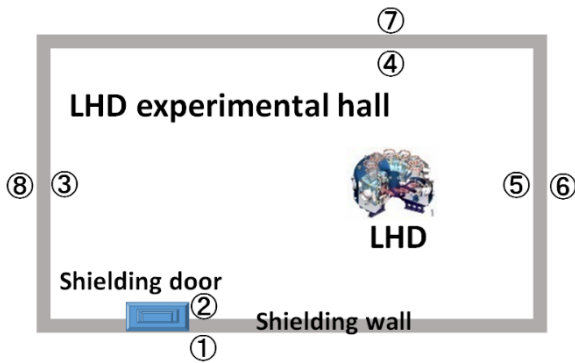 ⑦
④
LHD experimental hall
⑧
③
⑤
⑥
LHD
Shielding door
②
Shielding wall
①